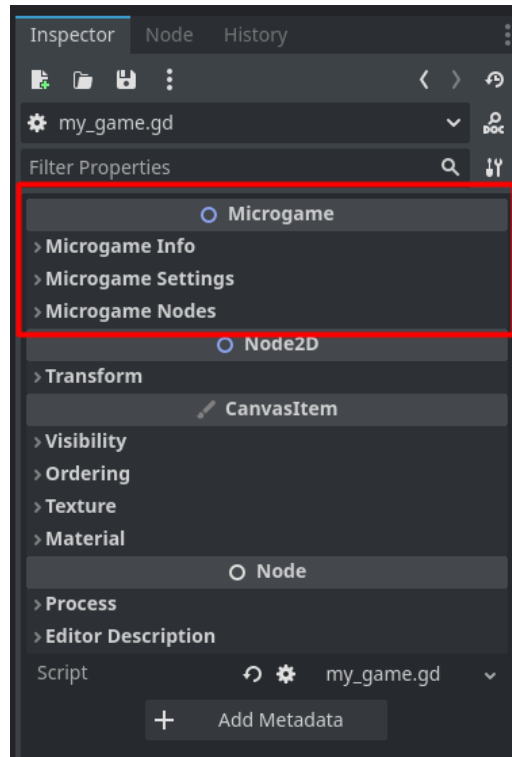 Inspector Node History
my_game.gd
DOC
Filter Properties
Microgame
Microgame Info
Microgame Settings
Microgame Nodes
Node2D
Transform
CanvasItem
Visibility
Ordering
Texture
Material
Node
Process
Editor Description
Script my_game.gd
+ Add Metadata